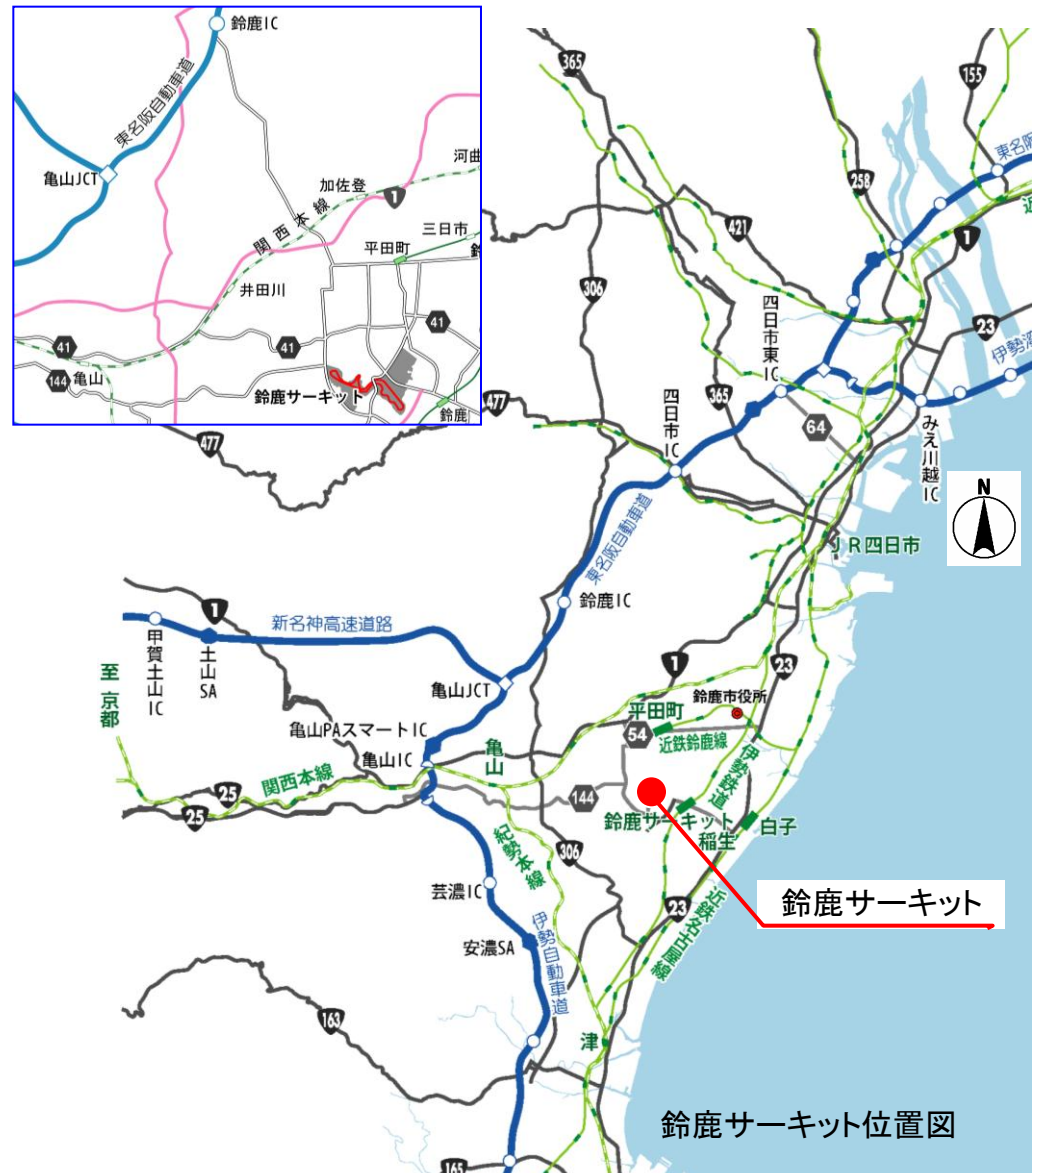 鈴鹿IC
東名阪自動車道
亀山JCT
河曲
加佐登
1
関西本線
三日市
平田町
鈴
井田川
41
41
41
144
亀山
鈴鹿サーキット
鈴鹿
365
155
東名阪
258
近
421
1
306
四日市東IC
23
伊勢湾
477
365
四日市IC
64
みえ川越IC
477
N
JR四日市
東名阪自動車道
鈴鹿IC
1
新名神高速道路
甲賀土山IC
土山SA
至 京都
1
23
亀山JCT
鈴鹿市役所
平田町
亀山PAスマートIC
54
近鉄鈴鹿線
亀山IC
亀山
伊勢鉄道
関西本線
25
25
144
鈴鹿サーキット
稲生
白子
紀勢本線
306
芸濃IC
23
近鉄名古屋線
鈴鹿サーキット
安濃SA
伊勢自動車道
163
津
鈴鹿サーキット位置図
165